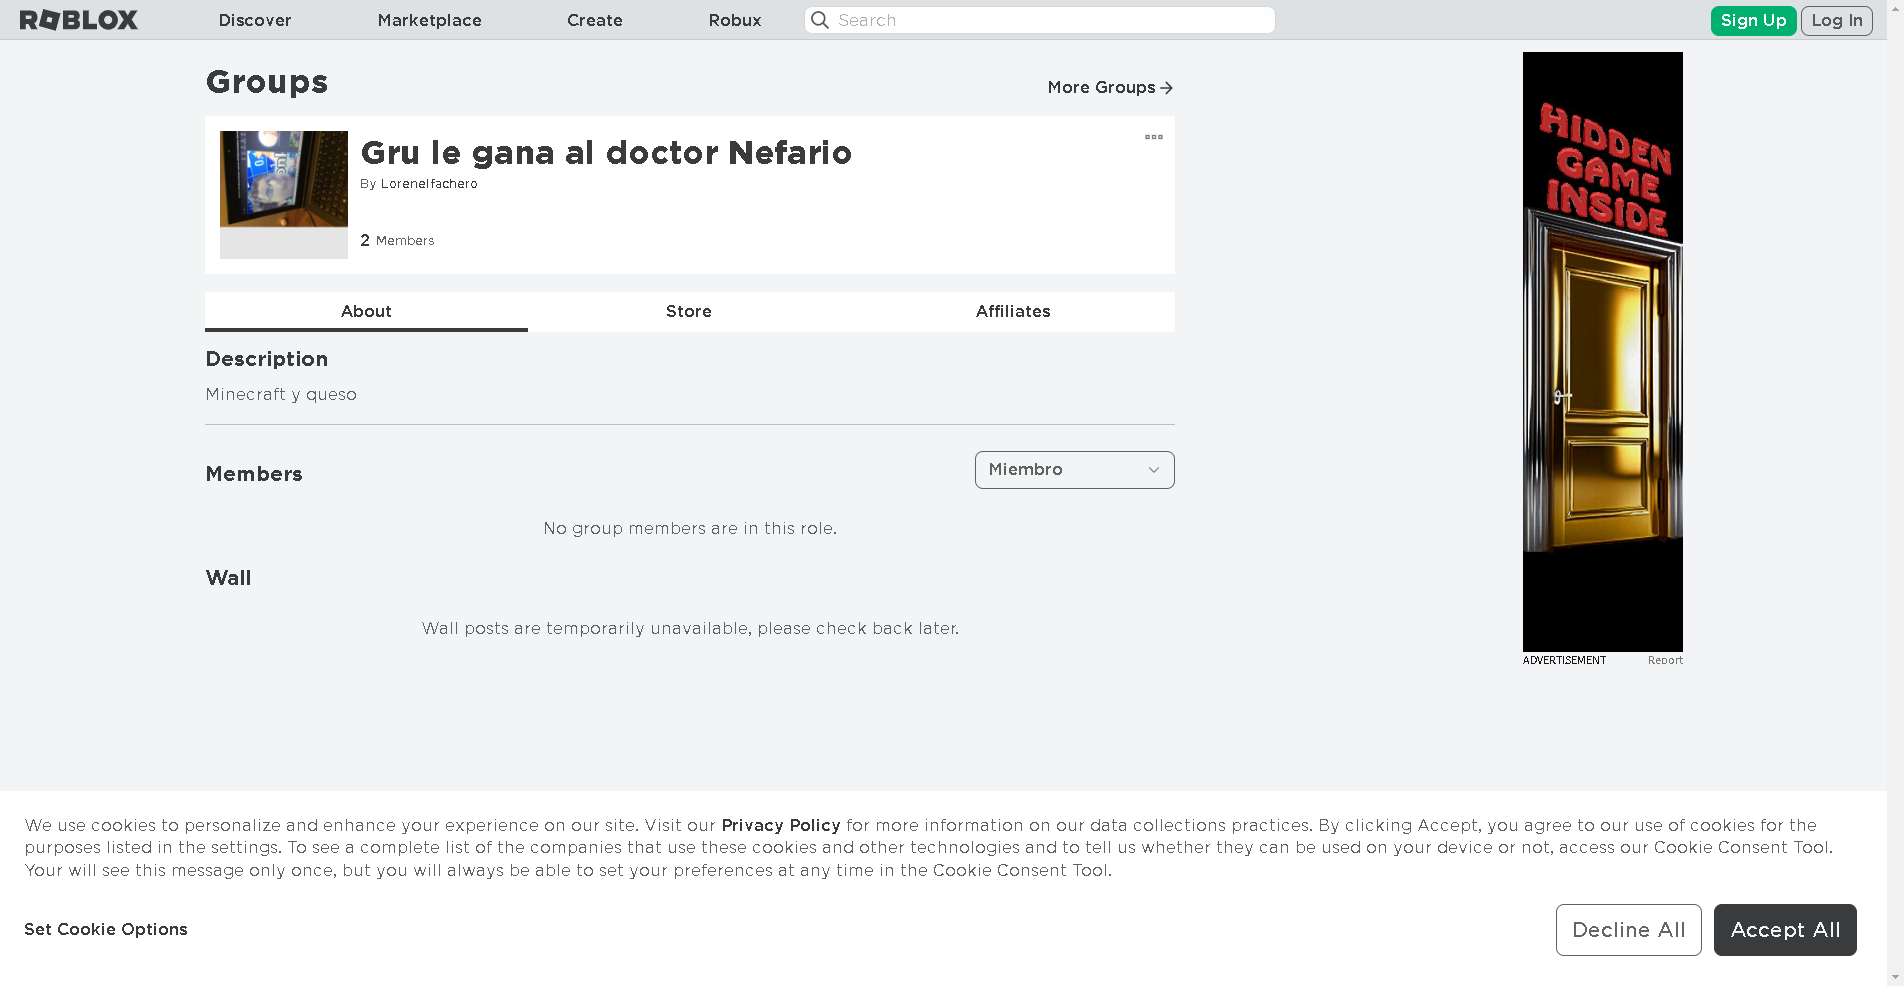 ROBLOX Discover Marketplace Create Robux Search Sign Up Log In
Groups
More Groups
Gru le gana al doctor Nefario
By Lorenelfachero
2 Members
About Store Affiliates
Description
Minecraft y queso
Members
Miembro
No group members are in this role.
Wall
Wall posts are temporarily unavailable, please check back later.
HIDDEN
GAME
INSIDE
ADVERTISEMENT Report
We use cookies to personalize and enhance your experience on our site. Visit our Privacy Policy for more information on our data collections practices. By clicking Accept, you agree to our use of cookies for the
purposes listed in the settings. To see a complete list of the companies that use these cookies and other technologies and to tell us whether they can be used on your device or not, access our Cookie Consent Tool.
Your will see this message only once, but you will always be able to set your preferences at any time in the Cookie Consent Tool.
Set Cookie Options
Decline All
Accept All